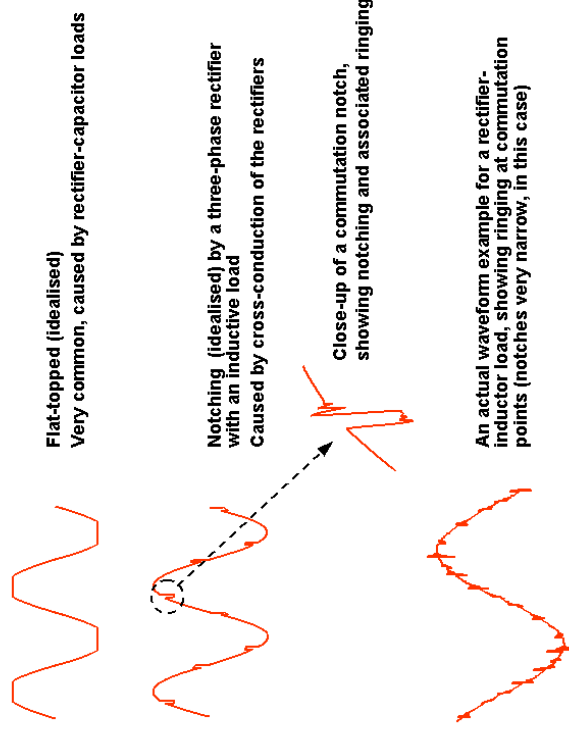 Flat-topped (idealised)
Very common, caused by rectifier-capacitor loads
Notching (idealised) by a three-phase rectifier
with an inductive load
Caused by cross-conduction of the rectifiers
Close-up of a commutation notch,
showing notching and associated ringing
An actual waveform example for a rectifier-
inductor load, showing ringing at commutation
points (notches very narrow, in this case)